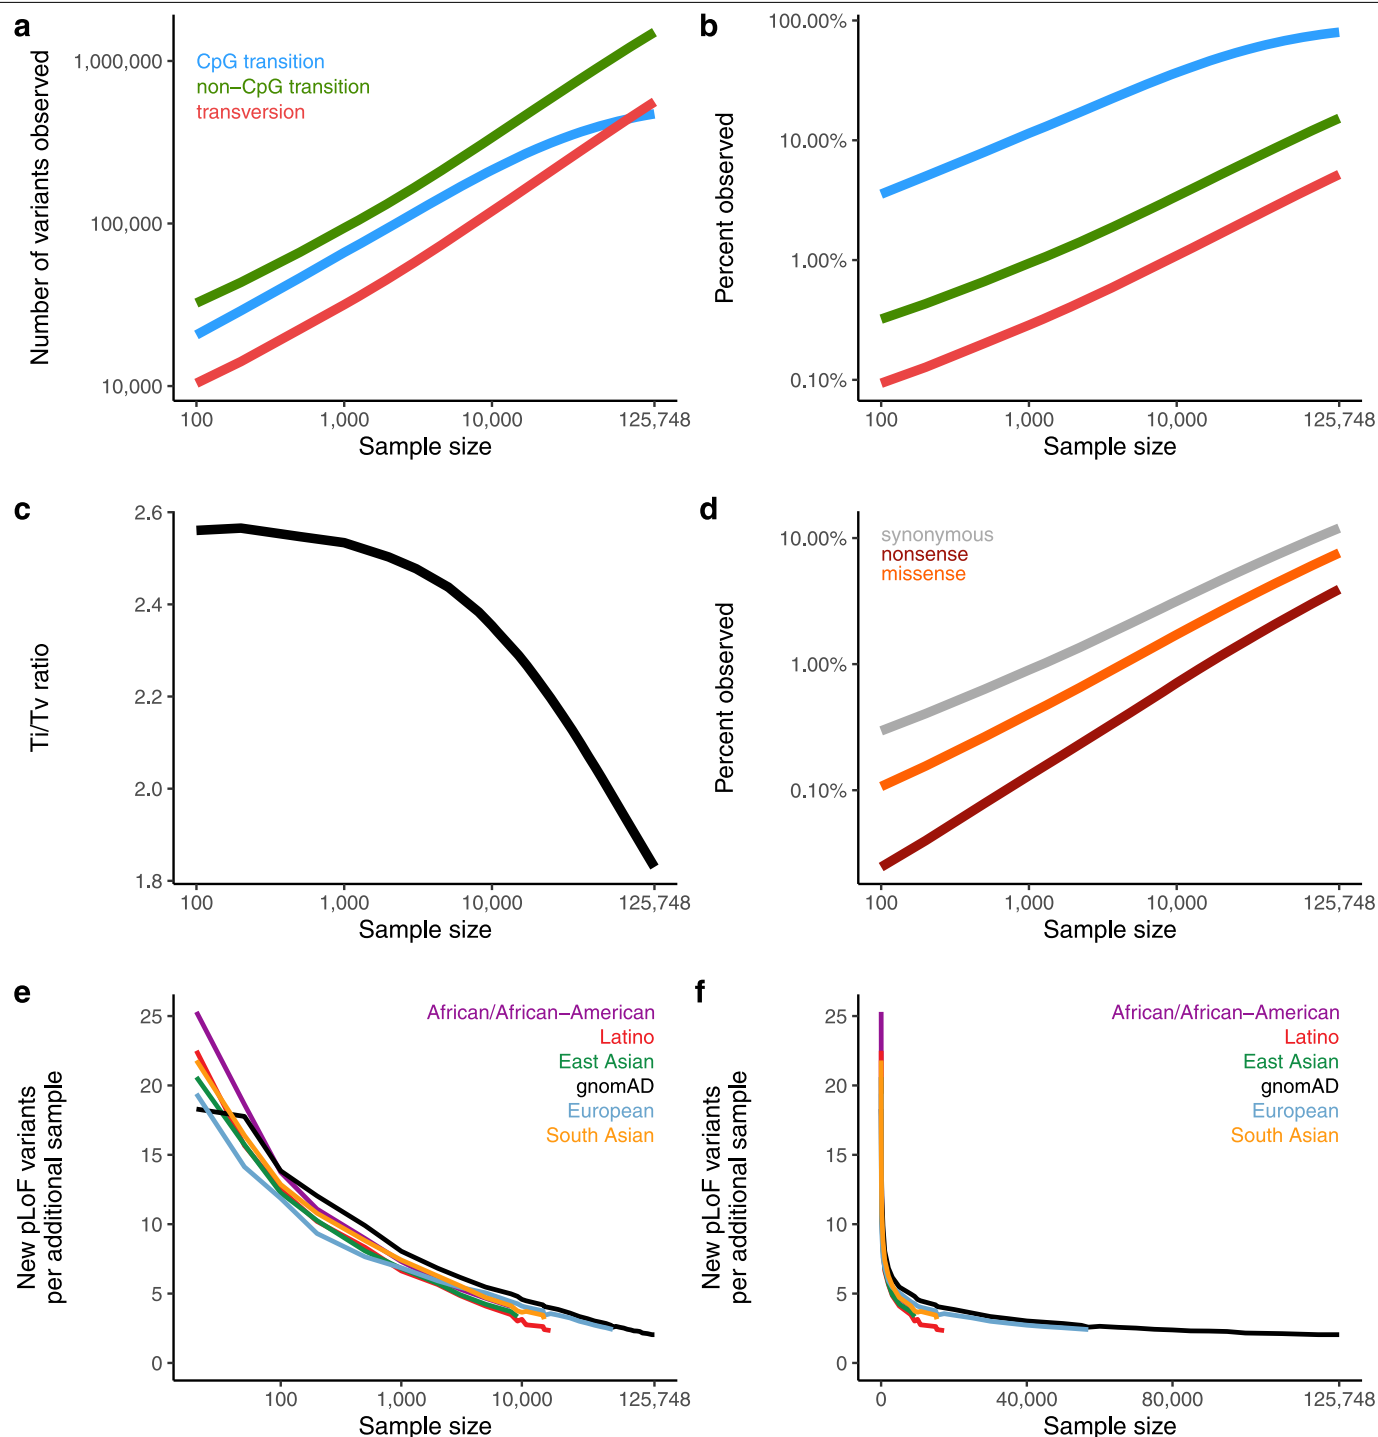 a
Number of variants observed
1,000,000
100,000
10,000
CpG transition
non−CpG transition
transversion
100
1,000
10,000
125,748
Sample size
b
Percent observed
100.00%
10.00%
1.00%
0.10%
100
1,000
10,000
125,748
Sample size
c
Ti/Tv ratio
2.6
2.4
2.2
2.0
1.8
100
1,000
10,000
125,748
Sample size
d
Percent observed
10.00%
1.00%
0.10%
synonymous
nonsense
missense
100
1,000
10,000
125,748
Sample size
e
New pLoF variants
per additional sample
25
20
15
10
5
0
African/African−American
Latino
East Asian
gnomAD
European
South Asian
100
1,000
10,000
125,748
Sample size
f
New pLoF variants
per additional sample
25
20
15
10
5
0
African/African−American
Latino
East Asian
gnomAD
European
South Asian
0
40,000
80,000
125,748
Sample size